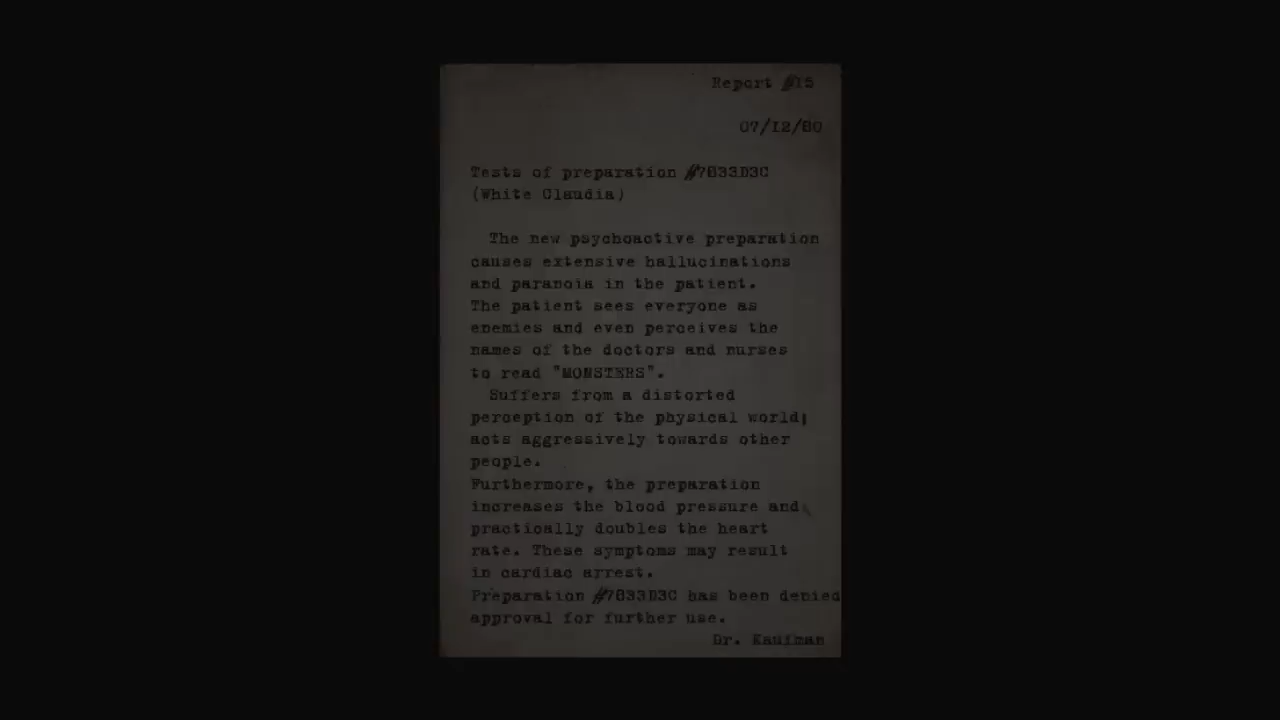 Report #15
07/12/80
Tests of preparation #7833D3C
(White Claudia)
The new psychoactive preparation
causes extensive hallucinations
and paranoia in the patient.
The patient sees everyone as
enemies and even perceives the
names of the doctors and nurses
to read "MONSTERS".
Suffers from a distorted
perception of the physical world;
acts aggressively towards other
people.
Furthermore, the preparation
increases the blood pressure and
practically doubles the heart
rate. These symptoms may result
in cardiac arrest.
Preparation #7833D3C has been denied
approval for further use.
Dr. Kaufman